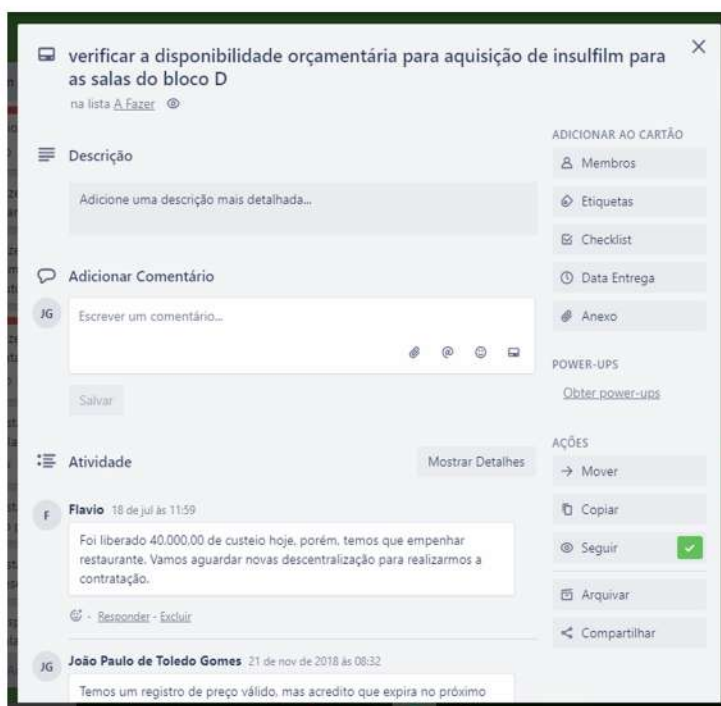 verificar a disponibilidade orçamentária para aquisição de insulfilm para
as salas do bloco D
na lista A Fazer
Descrição
Adicione uma descrição mais detalhada...
Adicionar Comentário
JG
Escrever um comentário...
Salvar
Atividade
Mostrar Detalhes
F
Flavio 18 de jul às 11:59
Foi liberado 40.000,00 de custeio hoje, porém, temos que empenhar
restaurante. Vamos aguardar novas descentralização para realizarmos a
contratação.
- Responder - Excluir
JG
João Paulo de Toledo Gomes 21 de nov de 2018 às 08:32
Temos um registro de preço válido, mas acredito que expira no próximo
ADICIONAR AO CARTÃO
Membros
Etiquetas
Checklist
Data Entrega
Anexo
POWER-UPS
Obter power-ups
AÇÕES
Mover
Copiar
Seguir
Arquivar
Compartilhar